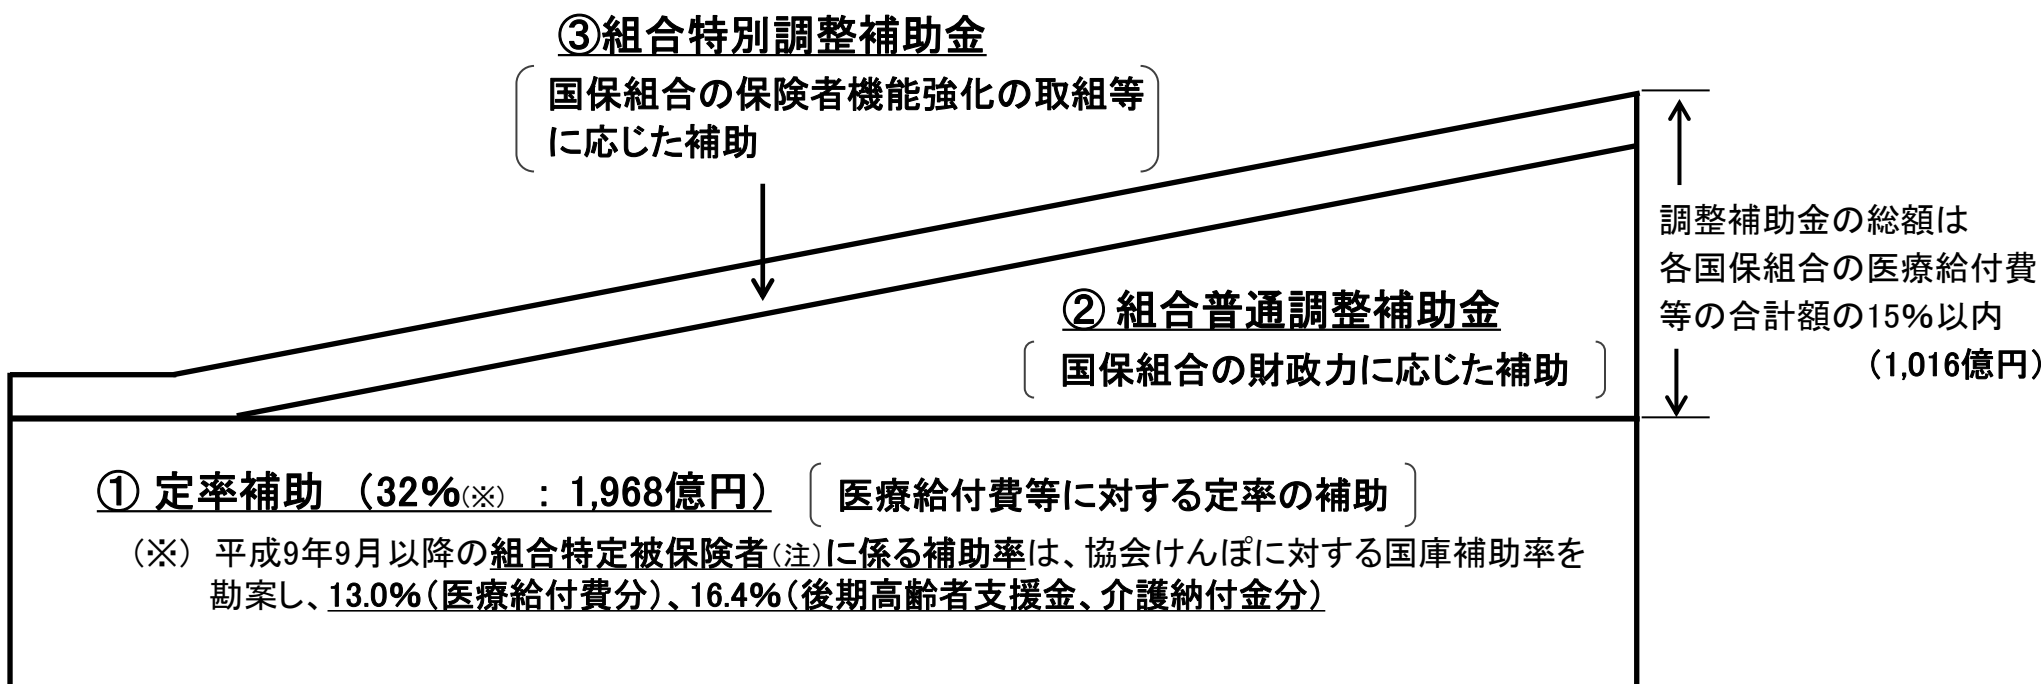 ③組合特別調整補助金
国保組合の保険者機能強化の取組等
に応じた補助
調整補助金の総額は
各国保組合の医療給付費
等の合計額の15%以内
（1,016億円）
② 組合普通調整補助金
国保組合の財政力に応じた補助
① 定率補助 （32%(※) ： 1,968億円） 医療給付費等に対する定率の補助
（※） 平成9年9月以降の組合特定被保険者(注)に係る補助率は、協会けんぽに対する国庫補助率を
勘案し、13.0%（医療給付費分）、16.4%（後期高齢者支援金、介護納付金分）